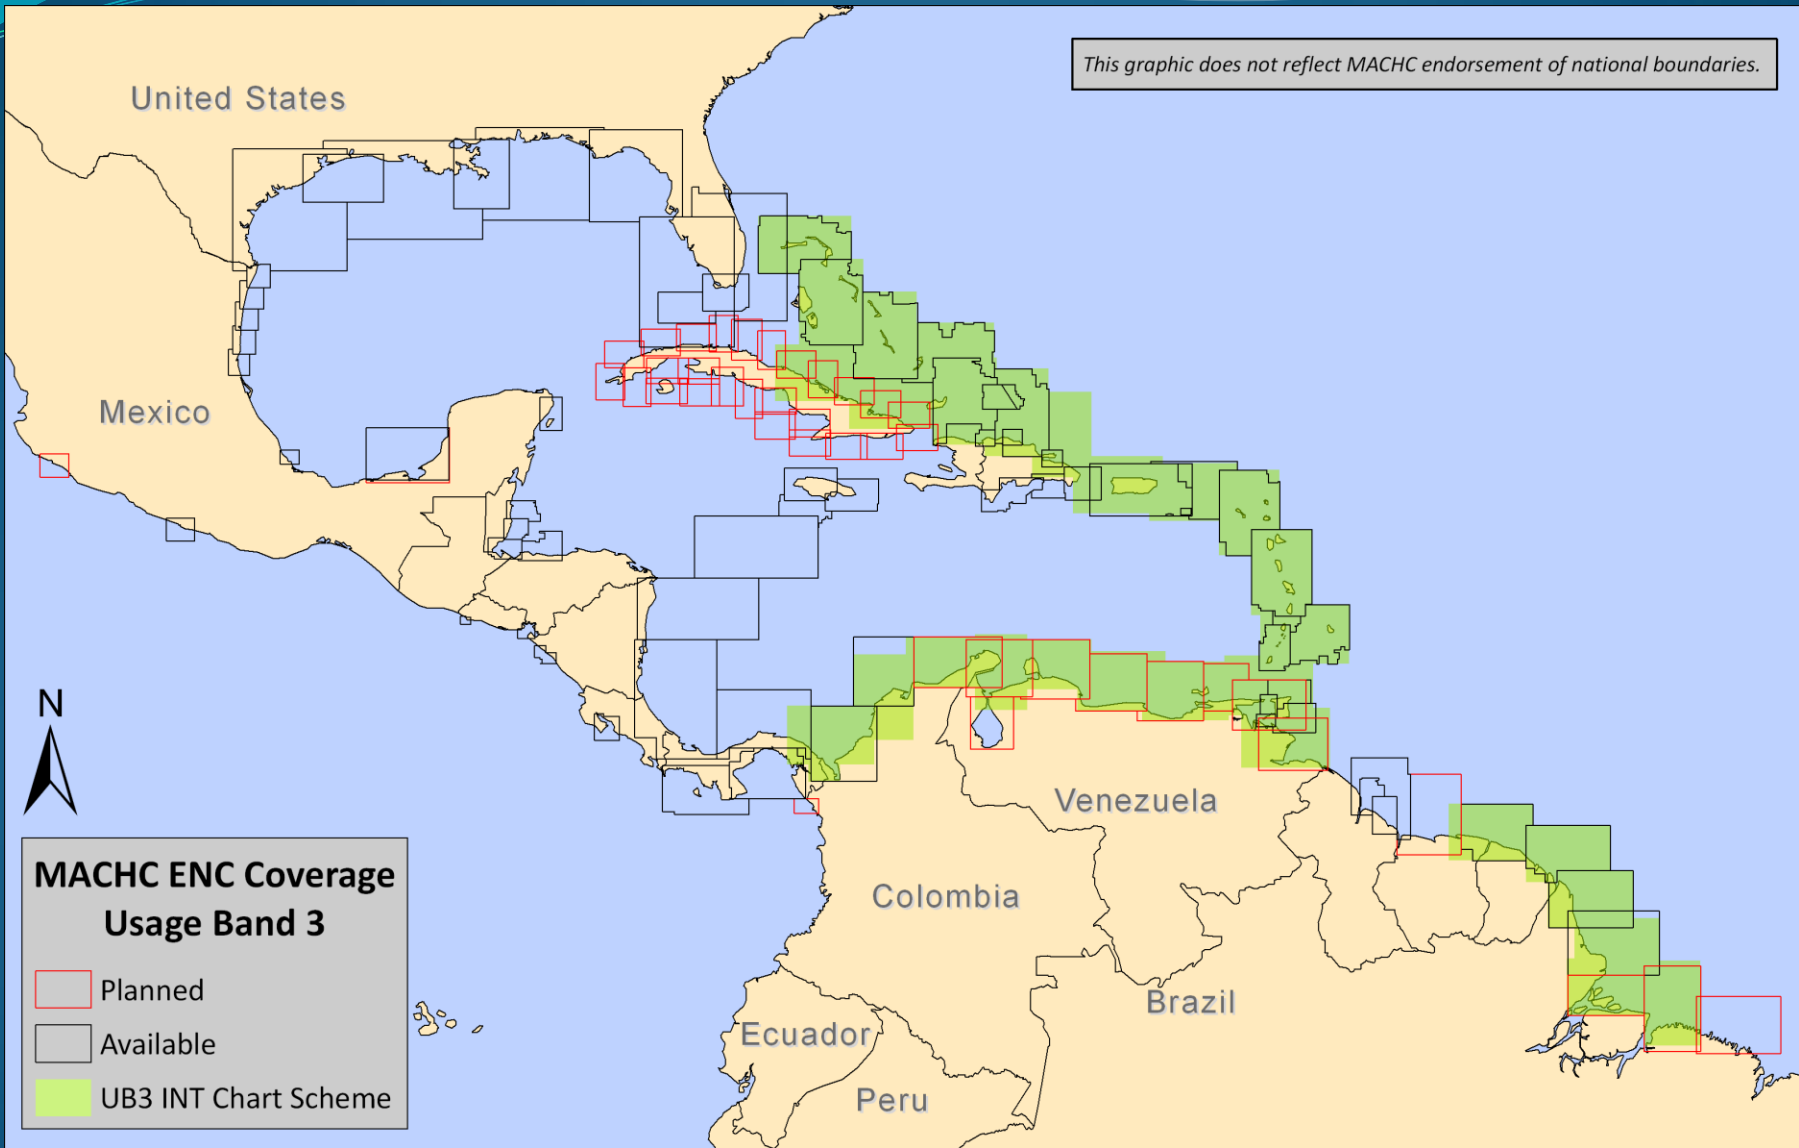 This graphic does not reflect MACHC endorsement of national boundaries.
United States
Mexico
N
Venezuela
Colombia
Brazil
Ecuador
Peru
MACHC ENC Coverage
Usage Band 3
Planned
Available
UB3 INT Chart Scheme